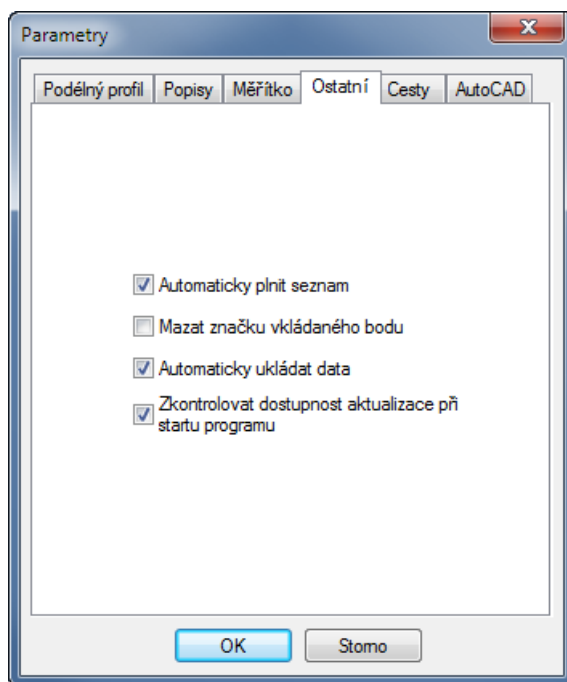 Parametry
Podélný profil Popisy Měřítko Ostatní Cesty AutoCAD
Automaticky plnit seznam
Mazat značku vkládaného bodu
Automaticky ukládat data
Zkontrolovat dostupnost aktualizace při
startu programu
OK Storno